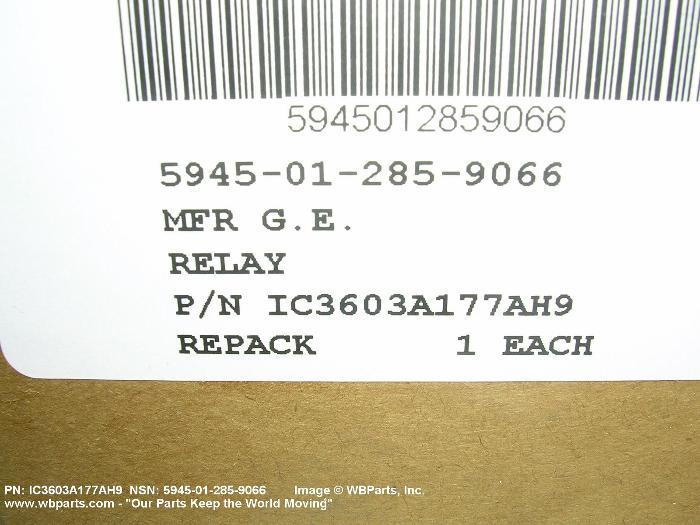 5945012859066
5945-01-285-9066
MFR G.E.
RELAY
P/N IC3603A177AH9
REPACK 1 EACH
PN: IC3603A177AH9 NSN: 5945-01-285-9066 Image © WBParts, Inc.
www.wbparts.com - "Our Parts Keep the World Moving"